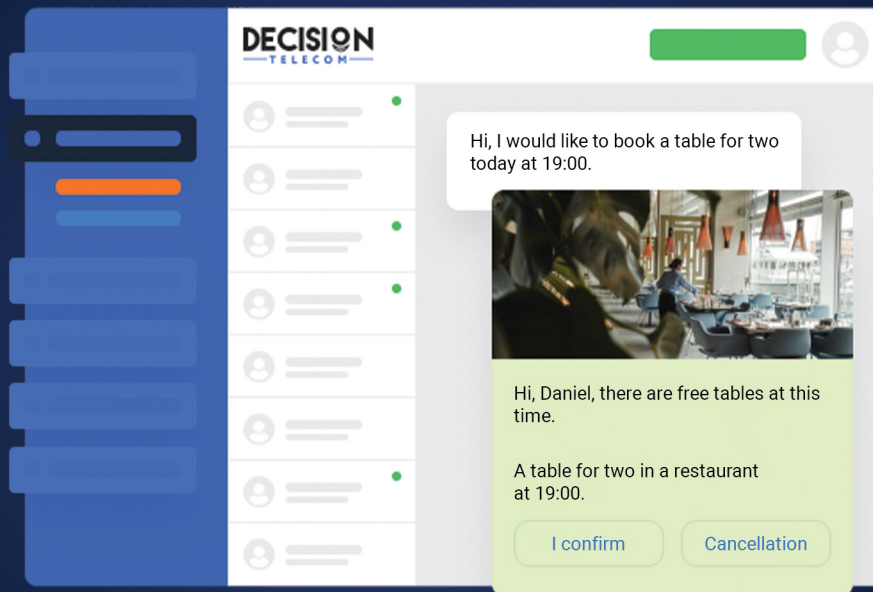 DECISION
TELECOM
Hi, I would like to book a table for two
today at 19:00.
Hi, Daniel, there are free tables at this
time.
A table for two in a restaurant
at 19:00.
I confirm
Cancellation